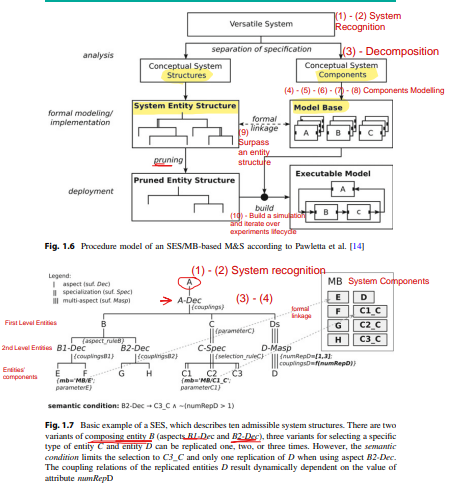 Versatile System
(1) - (2) System
Recognition
analysis
separation of specification
(3) - Decomposition
Conceptual System
Structures
Conceptual System
Components
(4) - (5) - (6) - (7) - (8) Components Modelling
formal modeling/
implementation
System Entity Structure
formal
linkage
Model Base
A
B
C
(9)
Surpass
an entity
structure
pruning
deployment
Pruned Entity Structure
build
Executable Model
A
B
c
(10) - Build a simulation
and iterate over
experiments lifecycle
Fig. 1.6 Procedure model of an SES/MB-based M&S according to Pawletta et al. [14]
(1) - (2) System recognition
MB System Components
Legend:
| aspect (suf. Dec)
|| specialization (suf. Spec)
||| multi-aspect (suf. Masp)
A
A-Dec
{couplings}
(3) - (4)
E D
F C1_C
G C2_C
H C3_C
formal
linkage
First Level Entities
B
C
{parameterC}
Ds
{aspect_ruleB}
2nd Level Entities
B1-Dec
{couplingsB1}
B2-Dec
{couplingsB2}
C-Spec
{selection_ruleC}
D-Masp
{numRepD=[1,3];
couplingsD=f(numRepD)}
Entities'
components
E F G H C1 C2 C3 D
{mb='MB/E';
parameterE}
{mb='MB/C1_C';
parameterC1}
semantic condition: B2-Dec → C3_C ∧ ¬(numRepD > 1)
Fig. 1.7 Basic example of a SES, which describes ten admissible system structures. There are two
variants of composing entity B (aspects B1-Dec and B2-Dec), three variants for selecting a specific
type of entity C and entity D can be replicated one, two, or three times. However, the semantic
condition limits the selection to C3_C and only one replication of D when using aspect B2-Dec.
The coupling relations of the replicated entities D result dynamically dependent on the value of
attribute numRepD